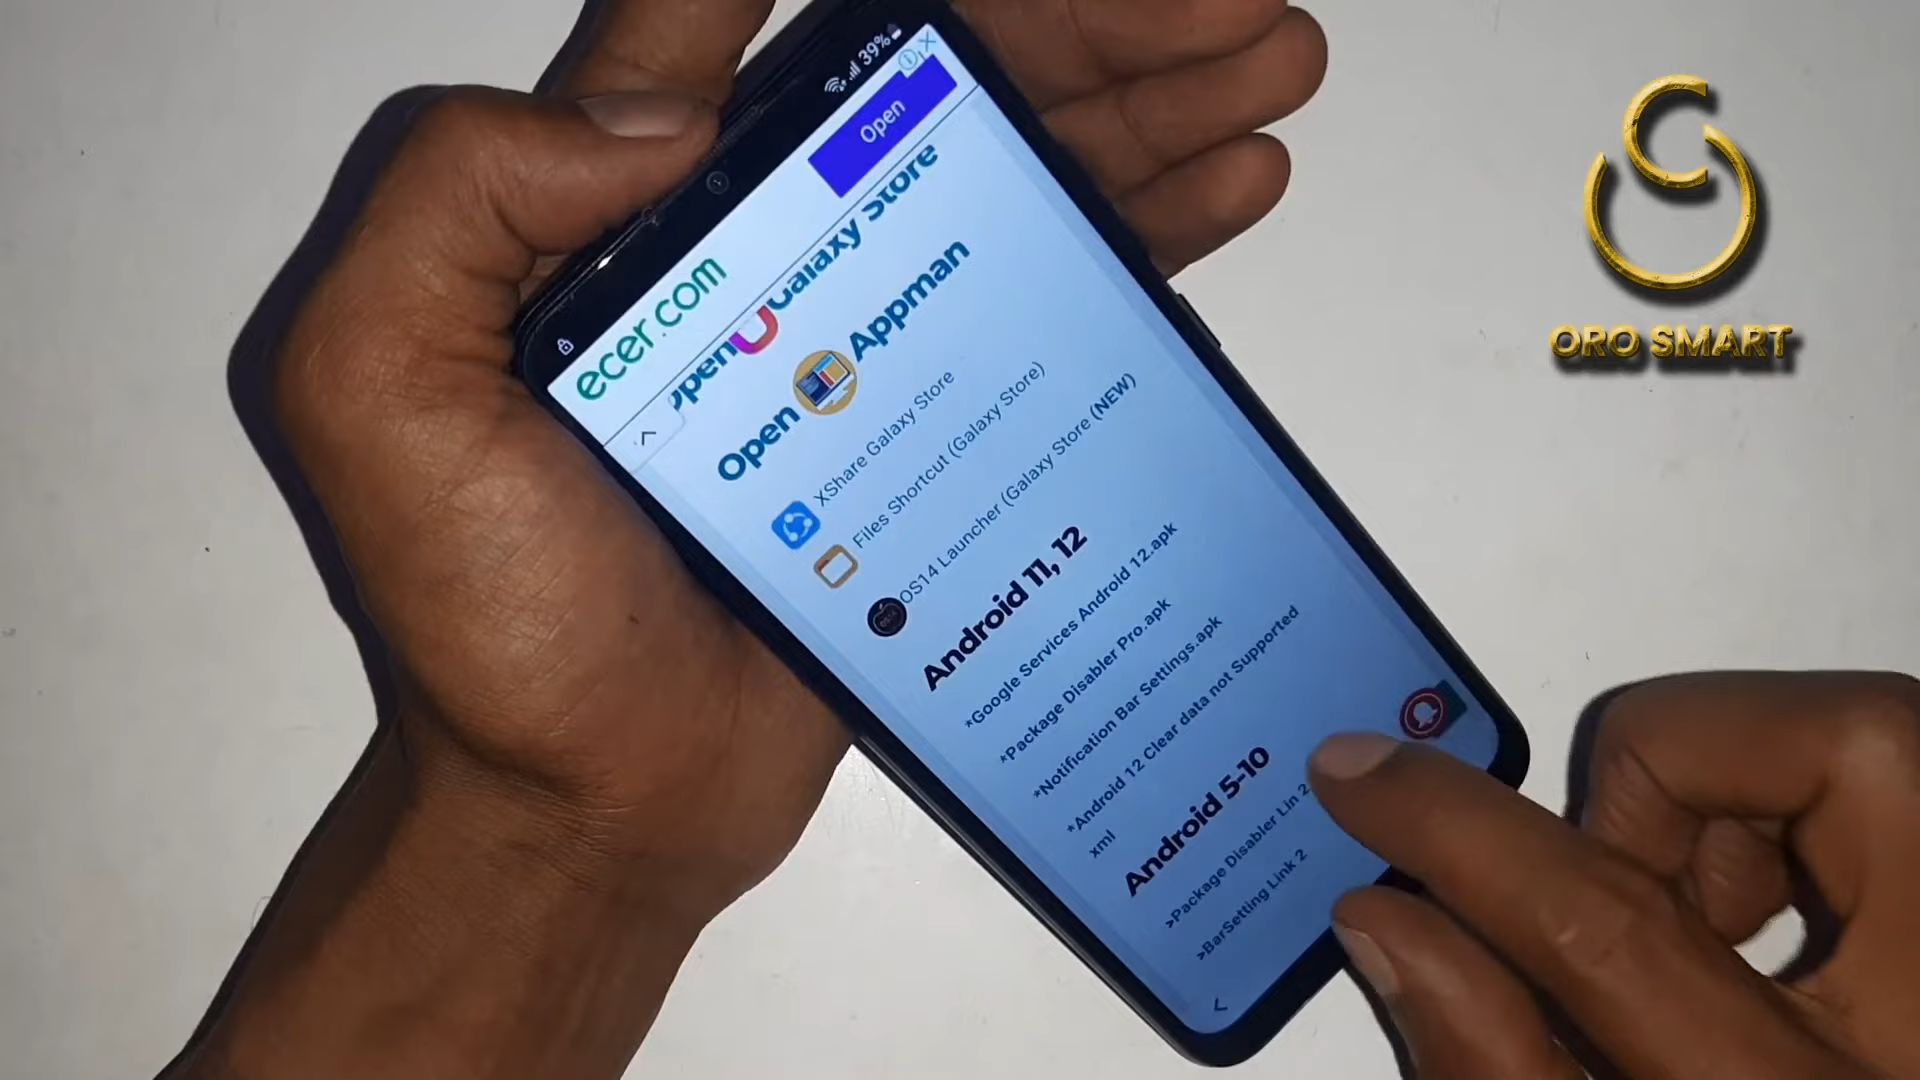 39%
Open
ecer.com
pen Galaxy Store
Open Appman
XShare Galaxy Store
Files Shortcut (Galaxy Store)
OS14 Launcher (Galaxy Store (NEW)
Android 11, 12
*Google Services Android 12.apk
*Package Disabler Pro.apk
*Notification Bar Settings.apk
*Android 12 Clear data not Supported
xml
Android 5-10
>Package Disabler Lin 2
>BarSetting Link 2
ORO SMART